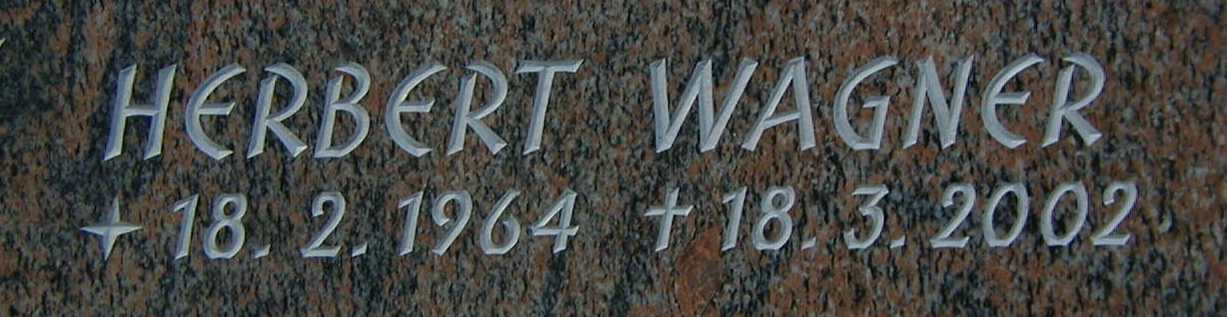 HERBERT WAGNER
✦ 18. 2. 1964 † 18. 3. 2002